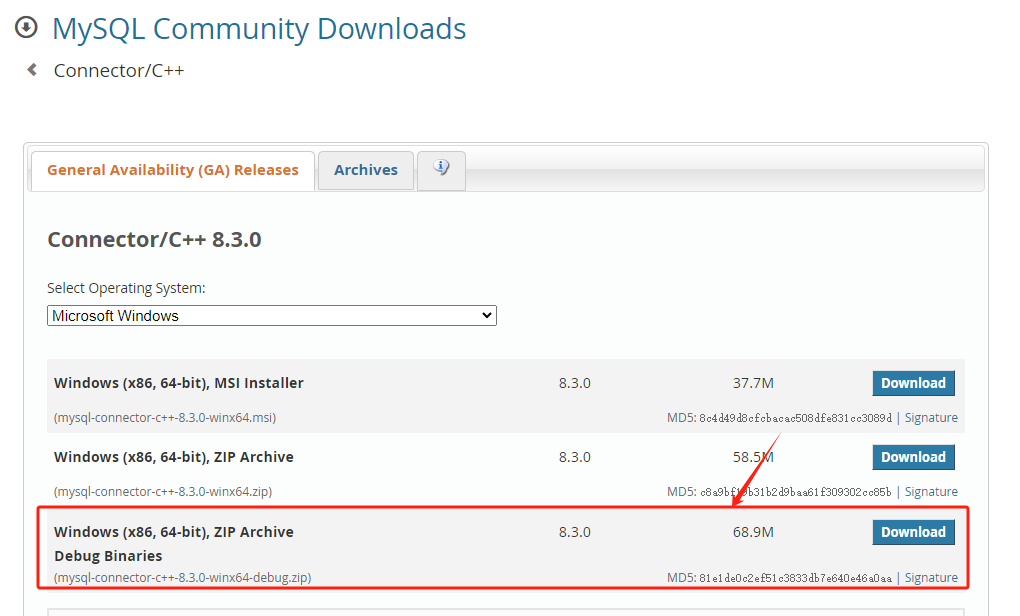 MySQL Community Downloads
Connector/C++
General Availability (GA) Releases Archives
Connector/C++ 8.3.0
Select Operating System:
Microsoft Windows
Windows (x86, 64-bit), MSI Installer 8.3.0 37.7M Download
(mysql-connector-c++-8.3.0-winx64.msi) MD5: 8c4d49d8cfcbacac508dfe831cc3089d | Signature
Windows (x86, 64-bit), ZIP Archive 8.3.0 58.5M Download
(mysql-connector-c++-8.3.0-winx64.zip) MD5: | Signature
Windows (x86, 64-bit), ZIP Archive 8.3.0 68.9M Download
Debug Binaries
(mysql-connector-c++-8.3.0-winx64-debug.zip) MD5: 81e1de0c2ef51c3833db7e640e46a0aa | Signature